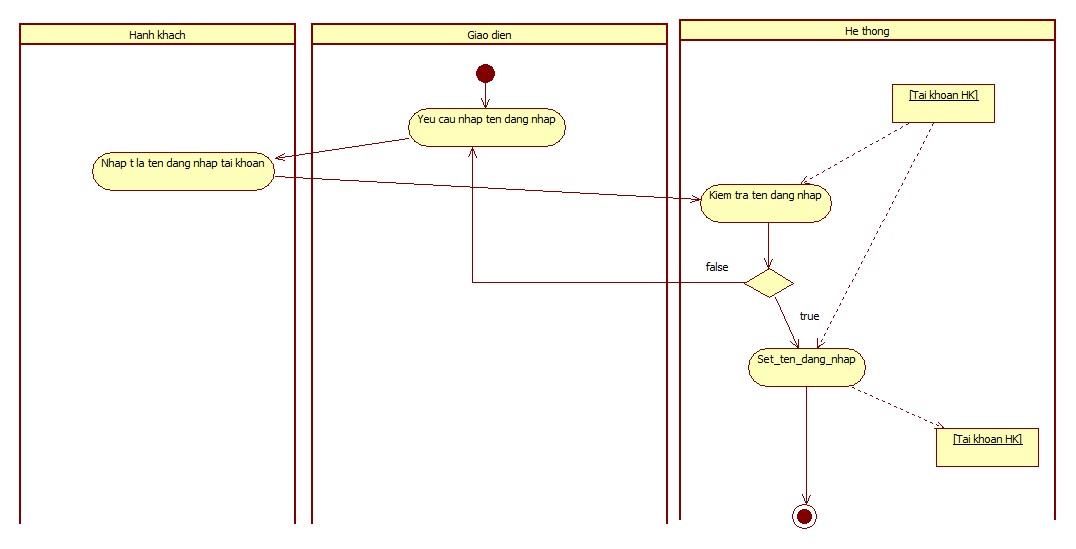 Hanh khach
Giao dien
He thong
[Tai khoan HK]
Yeu cau nhap ten dang nhap
Nhap t la ten dang nhap tai khoan
Kiem tra ten dang nhap
false
true
Set_ten_dang_nhap
[Tai khoan HK]